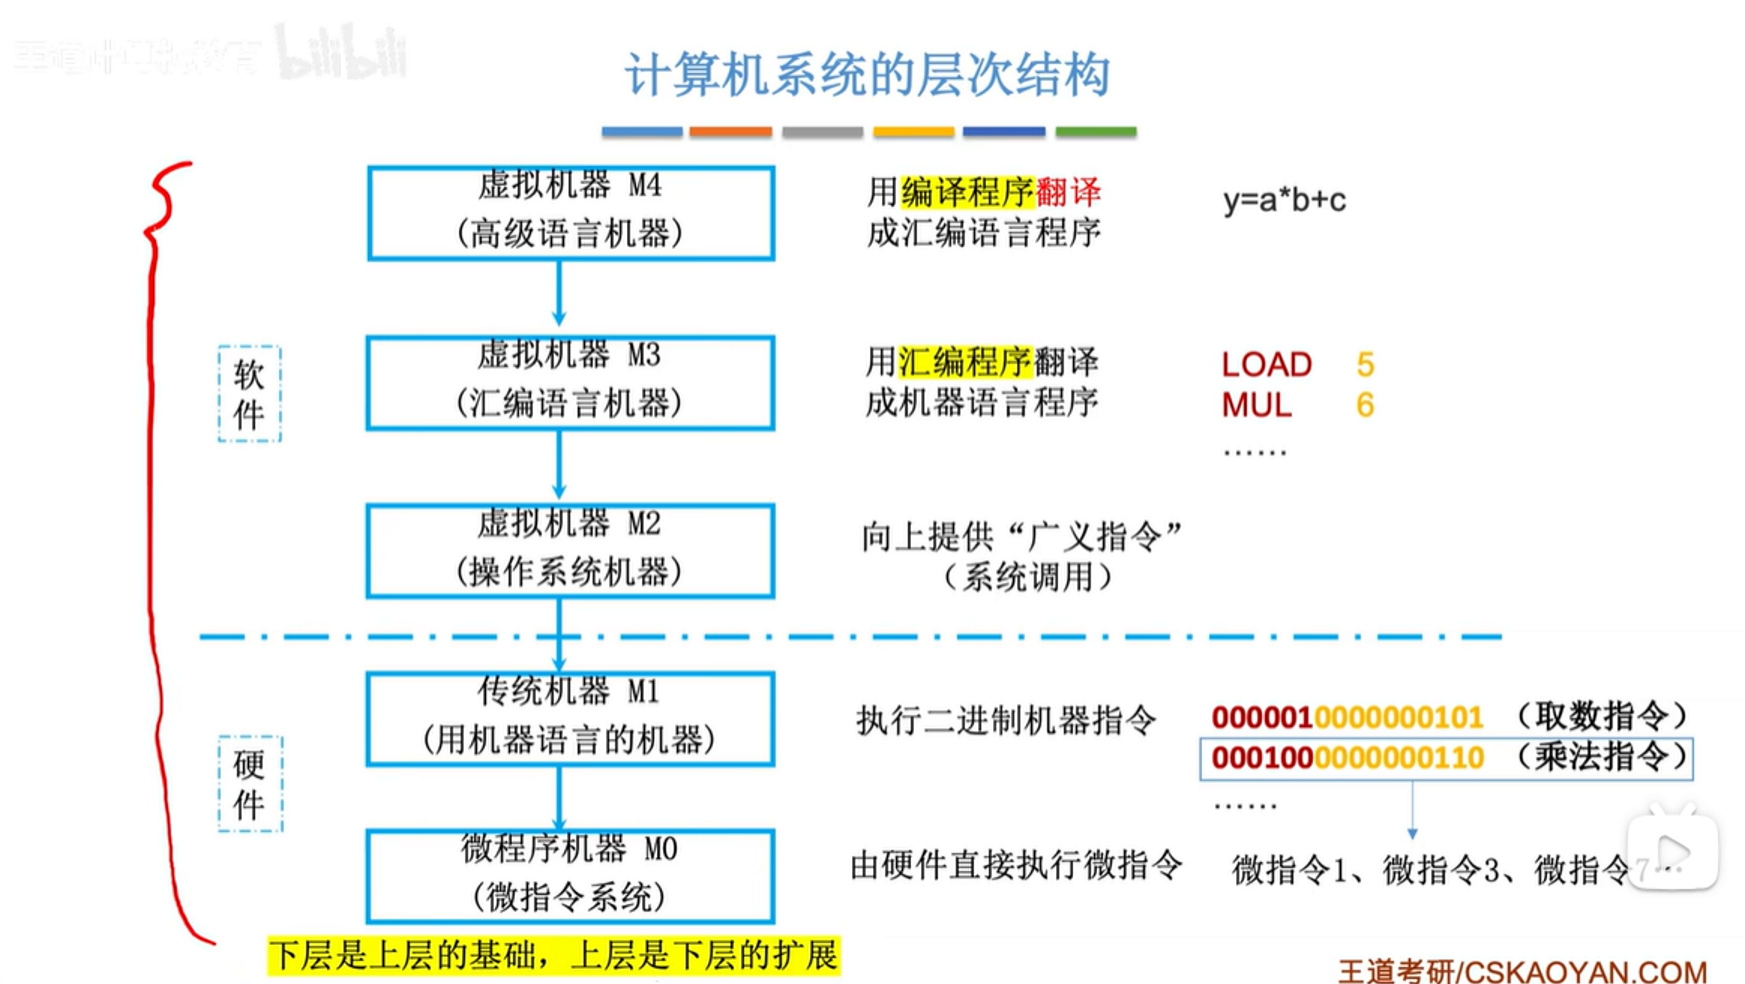 bilibili
计算机系统的层次结构
虚拟机器 M4
(高级语言机器)
用编译程序翻译
成汇编语言程序
y=a*b+c
软
件
虚拟机器 M3
(汇编语言机器)
用汇编程序翻译
成机器语言程序
LOAD 5
MUL 6
……
虚拟机器 M2
(操作系统机器)
向上提供“广义指令”
（系统调用）
硬
件
传统机器 M1
(用机器语言的机器)
执行二进制机器指令
0000010000000101 （取数指令）
0001000000000110 （乘法指令）
……
微程序机器 M0
(微指令系统)
由硬件直接执行微指令
微指令1、微指令3、微指令7…
下层是上层的基础，上层是下层的扩展
王道考研/CSKAOYAN.COM